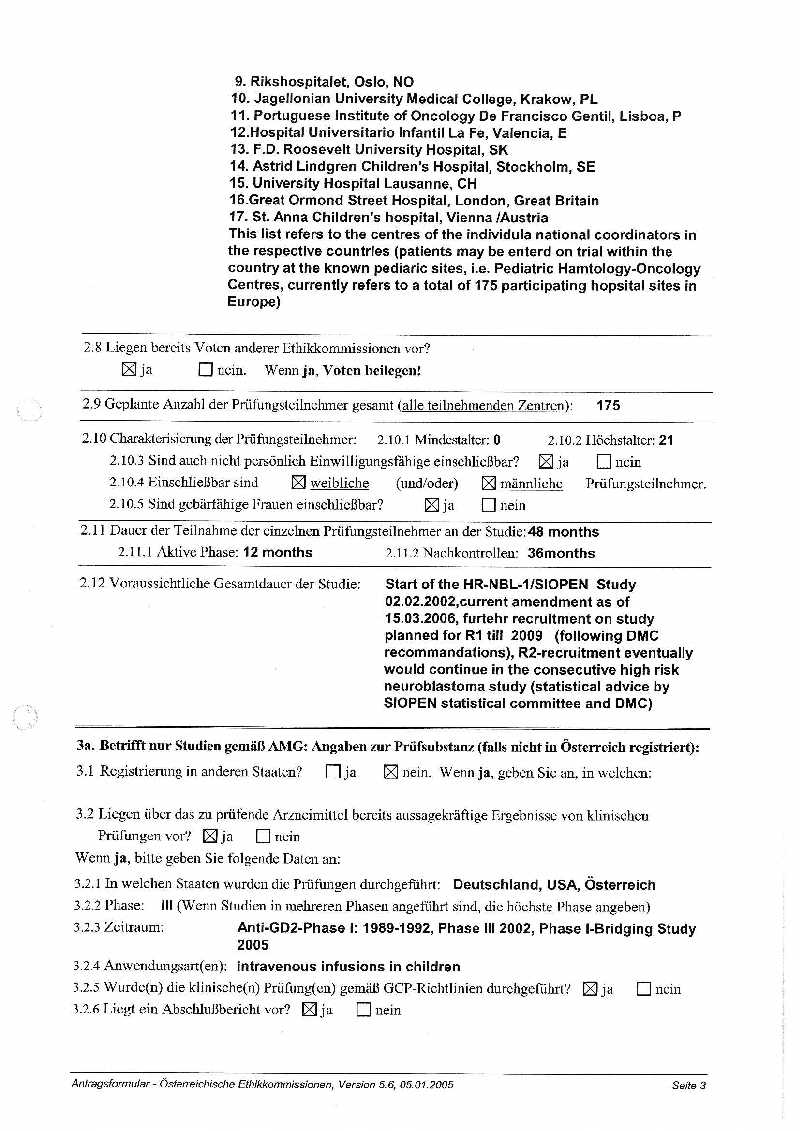 9. Rikshospitalet, Oslo, NO
10. Jagellonian University Medical College, Krakow, PL
11. Portuguese Institute of Oncology De Francisco Gentil, Lisboa, P
12.Hospital Universitario Infantil La Fe, Valencia, E
13. F.D. Roosevelt University Hospital, SK
14. Astrid Lindgren Children's Hospital, Stockholm, SE
15. University Hospital Lausanne, CH
16.Great Ormond Street Hospital, London, Great Britain
17. St. Anna Children's hospital, Vienna /Austria
This list refers to the centres of the individula national coordinators in
the respective countries (patients may be enterd on trial within the
country at the known pediaric sites, i.e. Pediatric Hamtology-Oncology
Centres, currently refers to a total of 175 participating hopsital sites in
Europe)
2.8 Liegen bereits Voten anderer Ethikkommissionen vor?
☒ ja ☐ nein. Wenn ja, Voten beilegen!
2.9 Geplante Anzahl der Prüfungsteilnehmer gesamt (alle teilnehmenden Zentren): 175
2.10 Charakterisierung der Prüfungsteilnehmer: 2.10.1 Mindestalter: 0 2.10.2 Höchstalter: 21
2.10.3 Sind auch nicht persönlich Einwilligungsfähige einschließbar? ☒ ja ☐ nein
2.10.4 Einschließbar sind ☒ weibliche (und/oder) ☒ männliche Prüfungsteilnehmer.
2.10.5 Sind gebärfähige Frauen einschließbar? ☒ ja ☐ nein
2.11 Dauer der Teilnahme der einzelnen Prüfungsteilnehmer an der Studie: 48 months
2.11.1 Aktive Phase: 12 months 2.11.2 Nachkontrollen: 36months
2.12 Voraussichtliche Gesamtdauer der Studie: Start of the HR-NBL-1/SIOPEN Study
02.02.2002,current amendment as of
15.03.2006, furtehr recruitment on study
planned for R1 till 2009 (following DMC
recommandations), R2-recruitment eventually
would continue in the consecutive high risk
neuroblastoma study (statistical advice by
SIOPEN statistical committee and DMC)
3a. Betrifft nur Studien gemäß AMG: Angaben zur Prüfsubstanz (falls nicht in Österreich registriert):
3.1 Registrierung in anderen Staaten? ☐ ja ☒ nein. Wenn ja, geben Sie an, in welchen:
3.2 Liegen über das zu prüfende Arzneimittel bereits aussagekräftige Ergebnisse von klinischen
Prüfungen vor? ☒ ja ☐ nein
Wenn ja, bitte geben Sie folgende Daten an:
3.2.1 In welchen Staaten wurden die Prüfungen durchgeführt: Deutschland, USA, Österreich
3.2.2 Phase: III (Wenn Studien in mehreren Phasen angeführt sind, die höchste Phase angeben)
3.2.3 Zeitraum: Anti-GD2-Phase I: 1989-1992, Phase III 2002, Phase I-Bridging Study
2005
3.2.4 Anwendungsart(en): intravenous infusions in children
3.2.5 Wurde(n) die klinische(n) Prüfung(en) gemäß GCP-Richtlinien durchgeführt? ☒ ja ☐ nein
3.2.6 Liegt ein Abschlußbericht vor? ☒ ja ☐ nein
Antragsformular - Österreichische Ethikkommissionen, Version 5.6, 05.01.2005 Seite 3